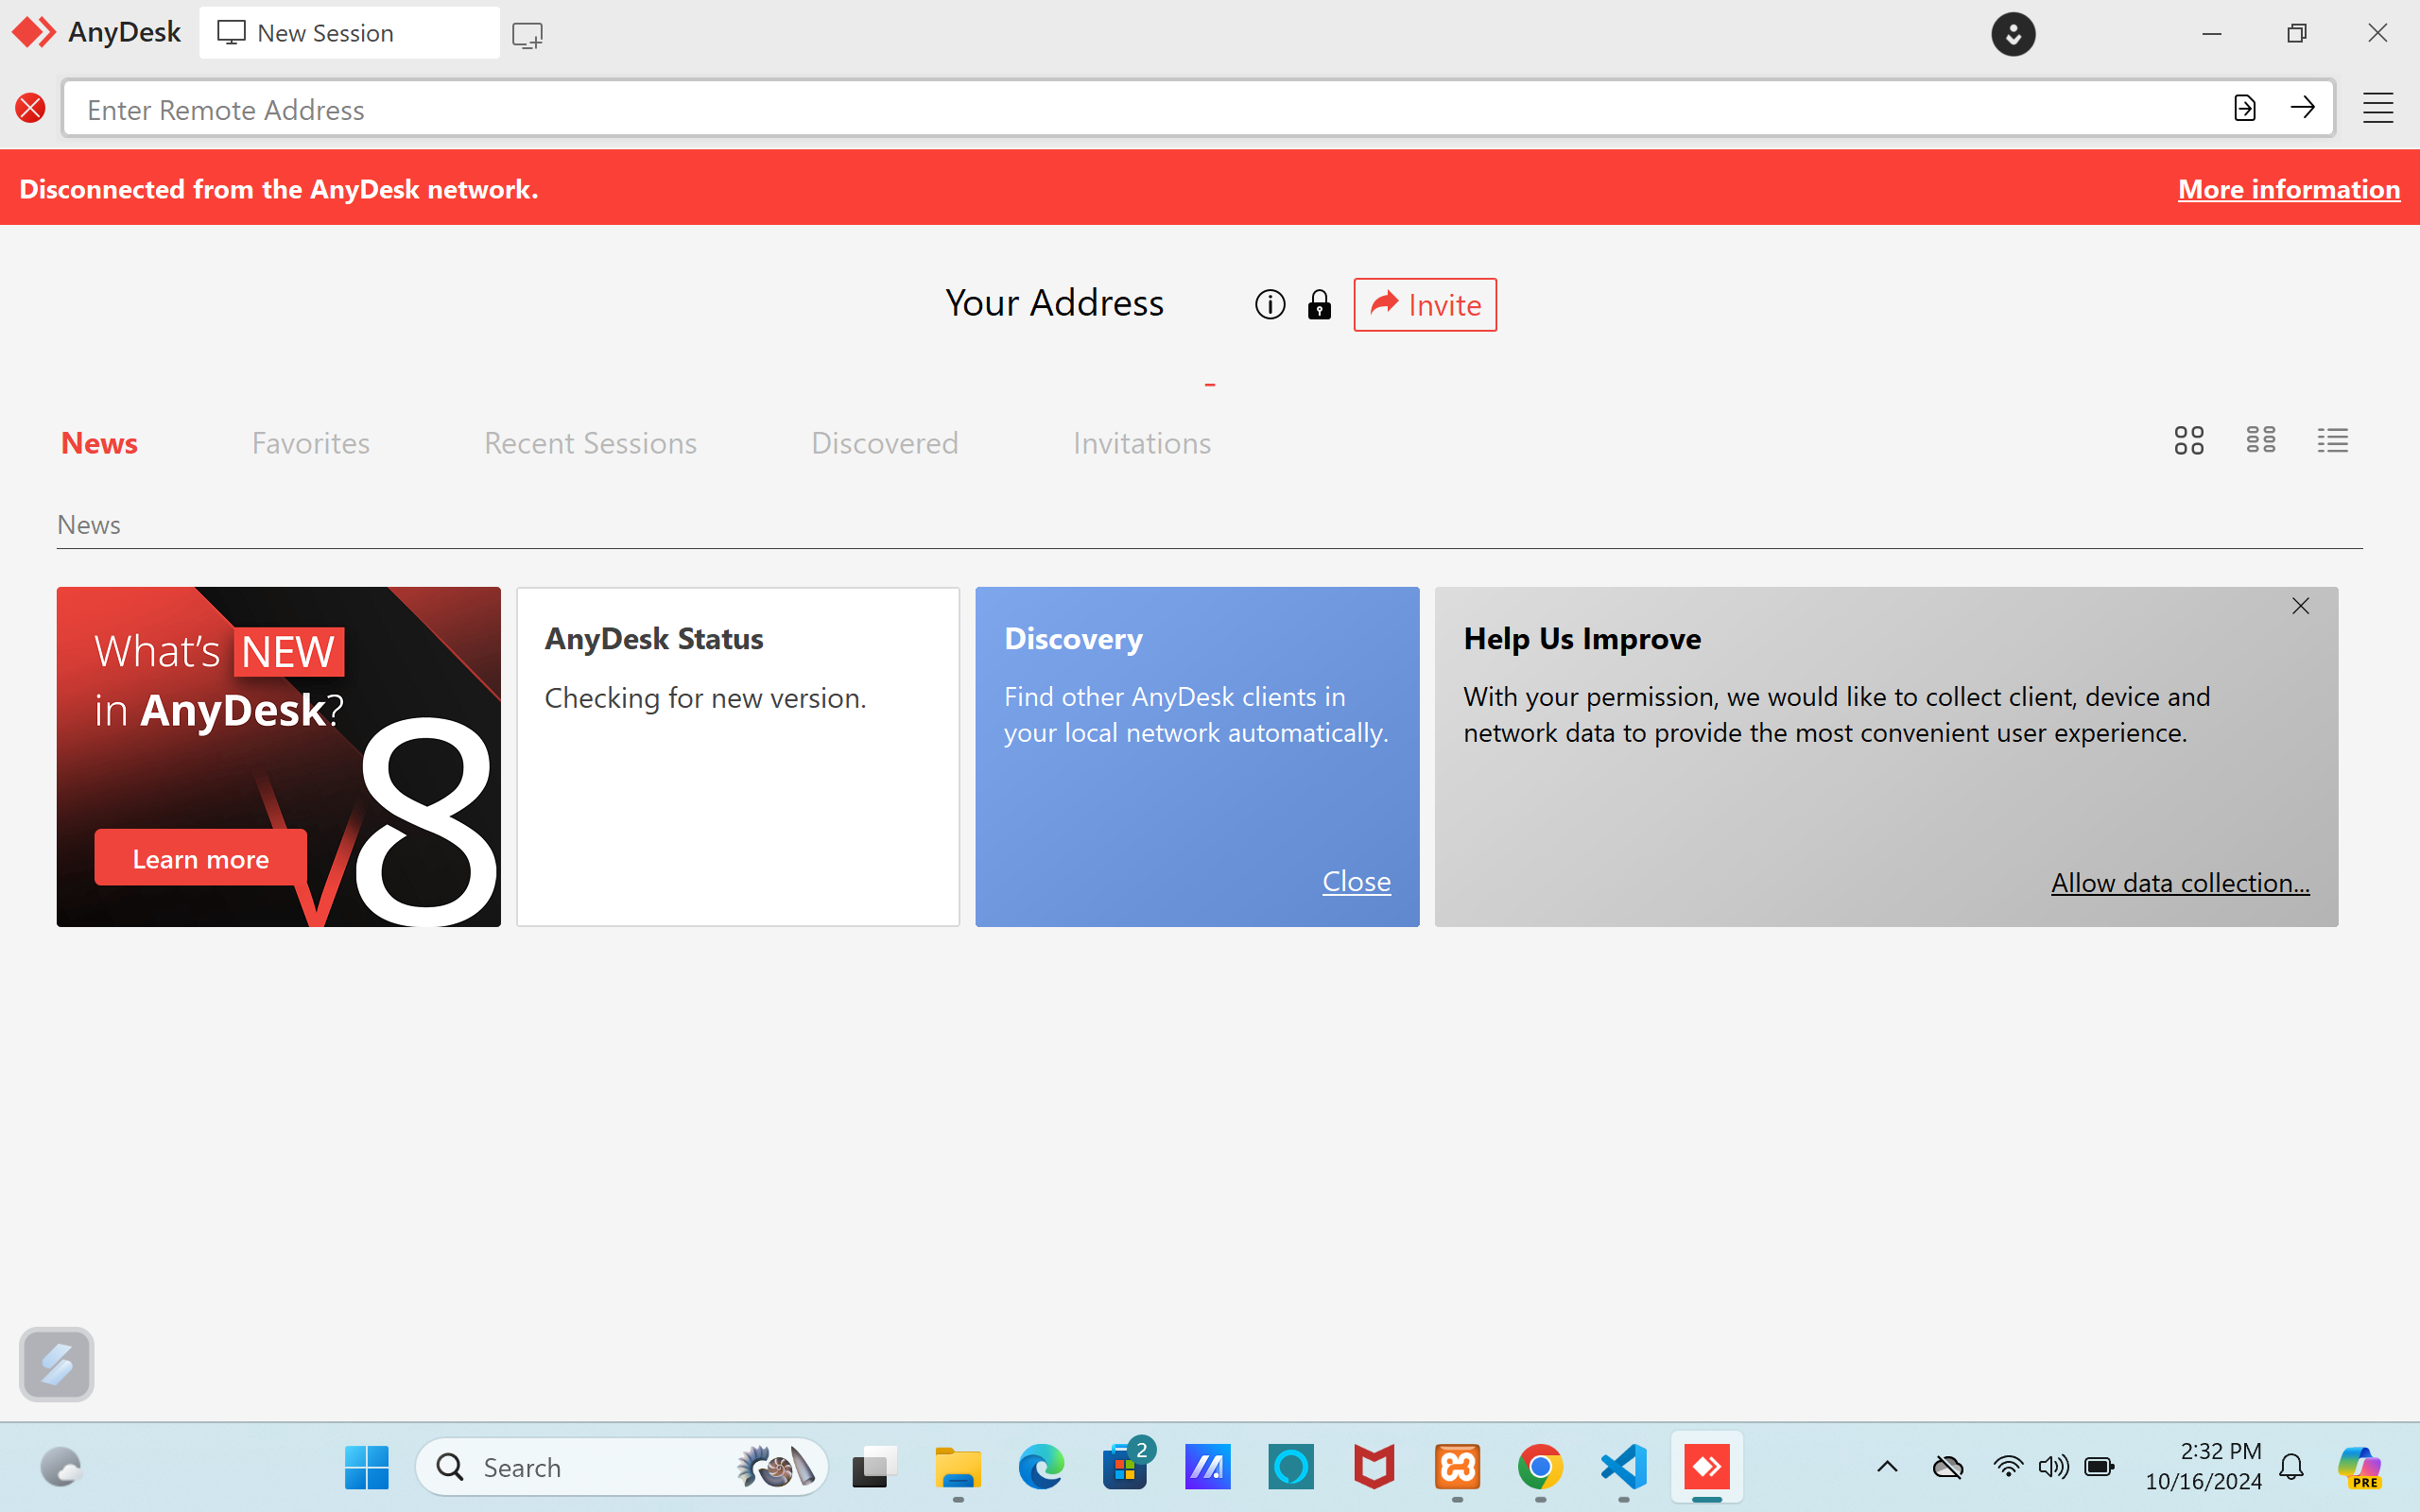 AnyDesk
New Session
Enter Remote Address
Disconnected from the AnyDesk network.
More information
Your Address
Invite
-
News
Favorites
Recent Sessions
Discovered
Invitations
News
What's NEW
in AnyDesk?
V8
Learn more
AnyDesk Status
Checking for new version.
Discovery
Find other AnyDesk clients in
your local network automatically.
Close
Help Us Improve
With your permission, we would like to collect client, device and
network data to provide the most convenient user experience.
Allow data collection...
Search
2
2:32 PM
10/16/2024
PRE